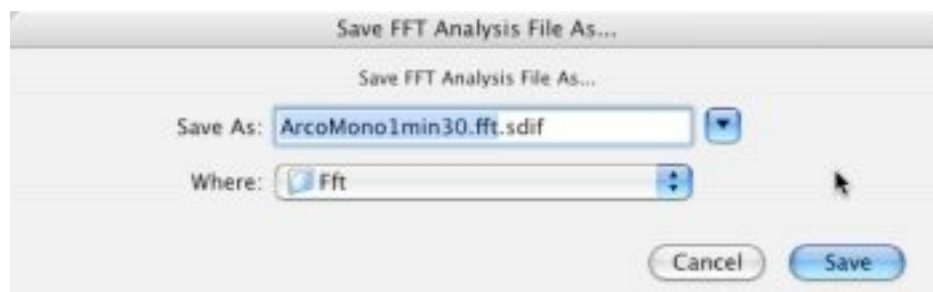 Save FFT Analysis File As...
Save FFT Analysis File As...
Save As: ArcoMono1min30.fft.sdif
Where: Fft
Cancel Save